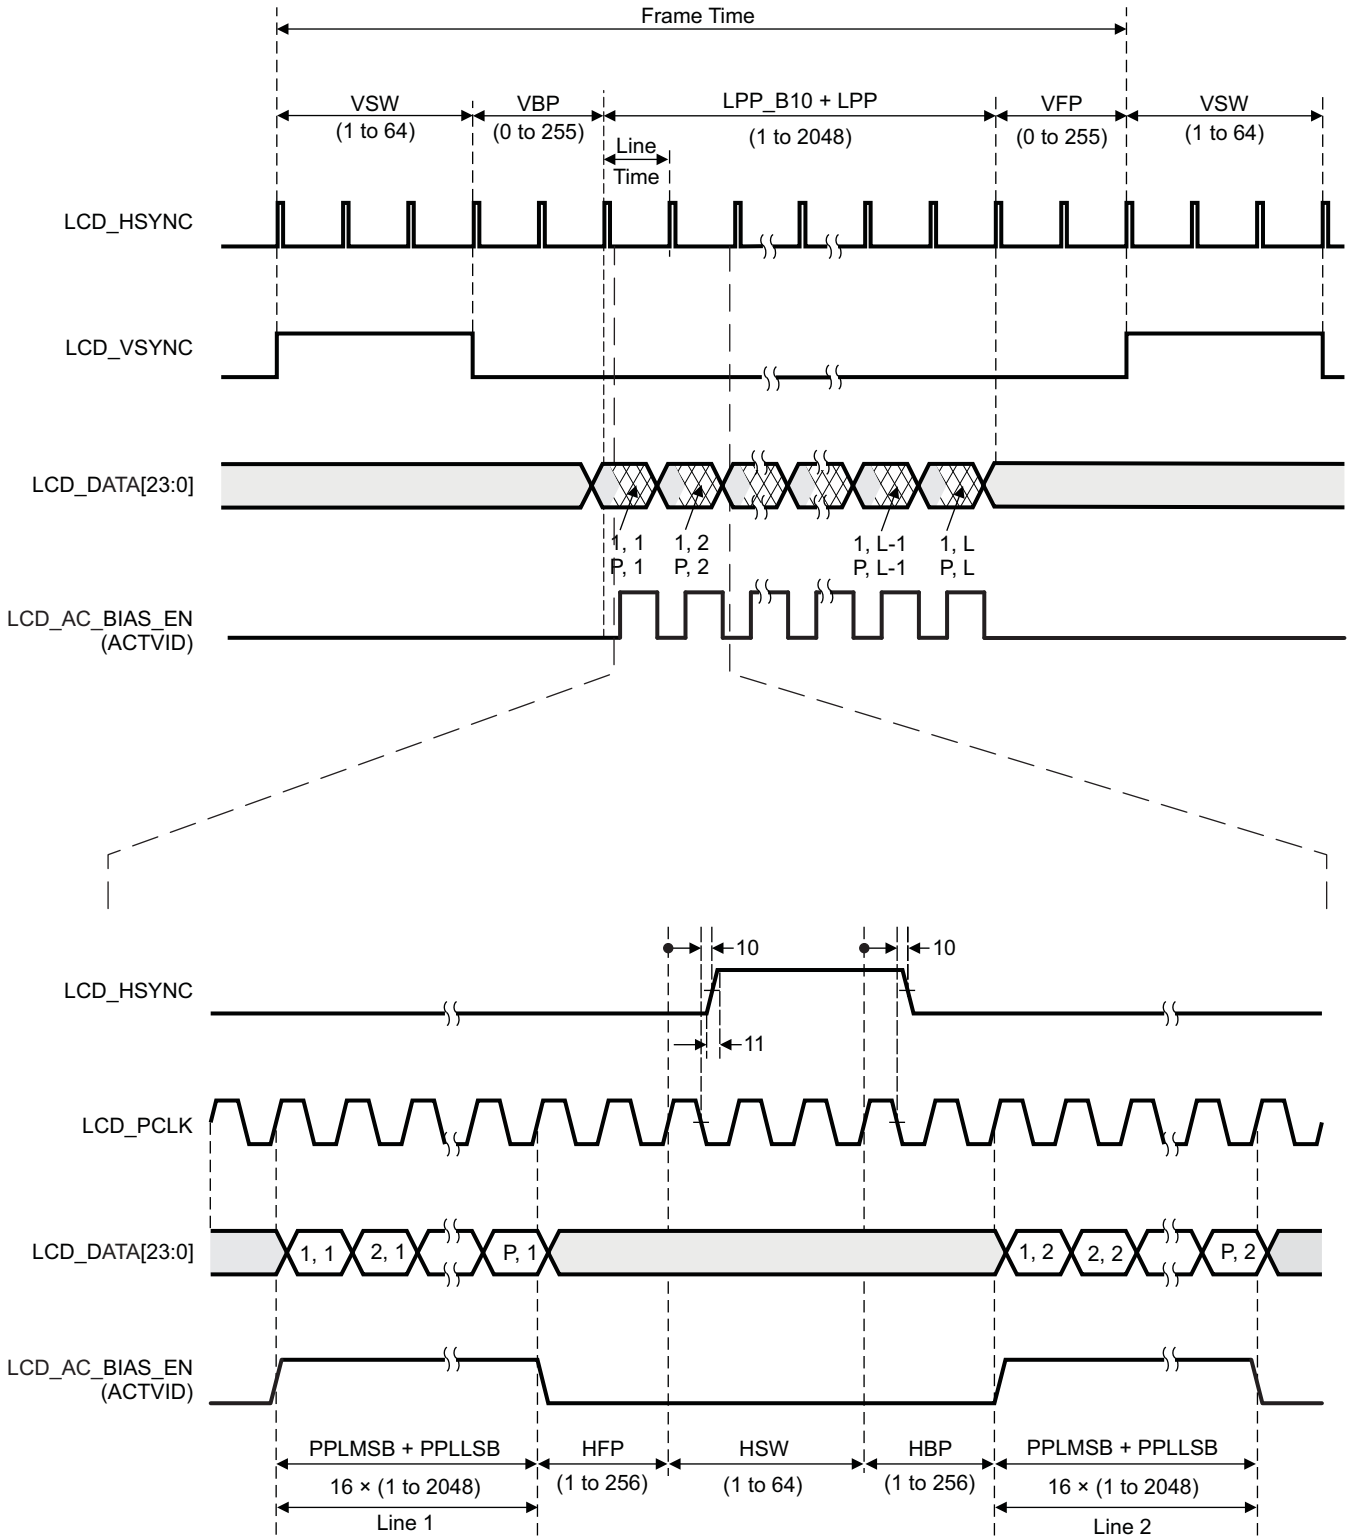 Frame Time
VSW
(1 to 64)
VBP
(0 to 255)
LPP_B10 + LPP
(1 to 2048)
VFP
(0 to 255)
VSW
(1 to 64)
Line
Time
LCD_HSYNC
LCD_VSYNC
LCD_DATA[23:0]
1, 1
P, 1
1, 2
P, 2
1, L-1
P, L-1
1, L
P, L
LCD_AC_BIAS_EN
(ACTVID)
10
10
LCD_HSYNC
11
LCD_PCLK
LCD_DATA[23:0]
1, 1
2, 1
P, 1
1, 2
2, 2
P, 2
LCD_AC_BIAS_EN
(ACTVID)
PPLMSB + PPLLSB
16 × (1 to 2048)
Line 1
HFP
(1 to 256)
HSW
(1 to 64)
HBP
(1 to 256)
PPLMSB + PPLLSB
16 × (1 to 2048)
Line 2